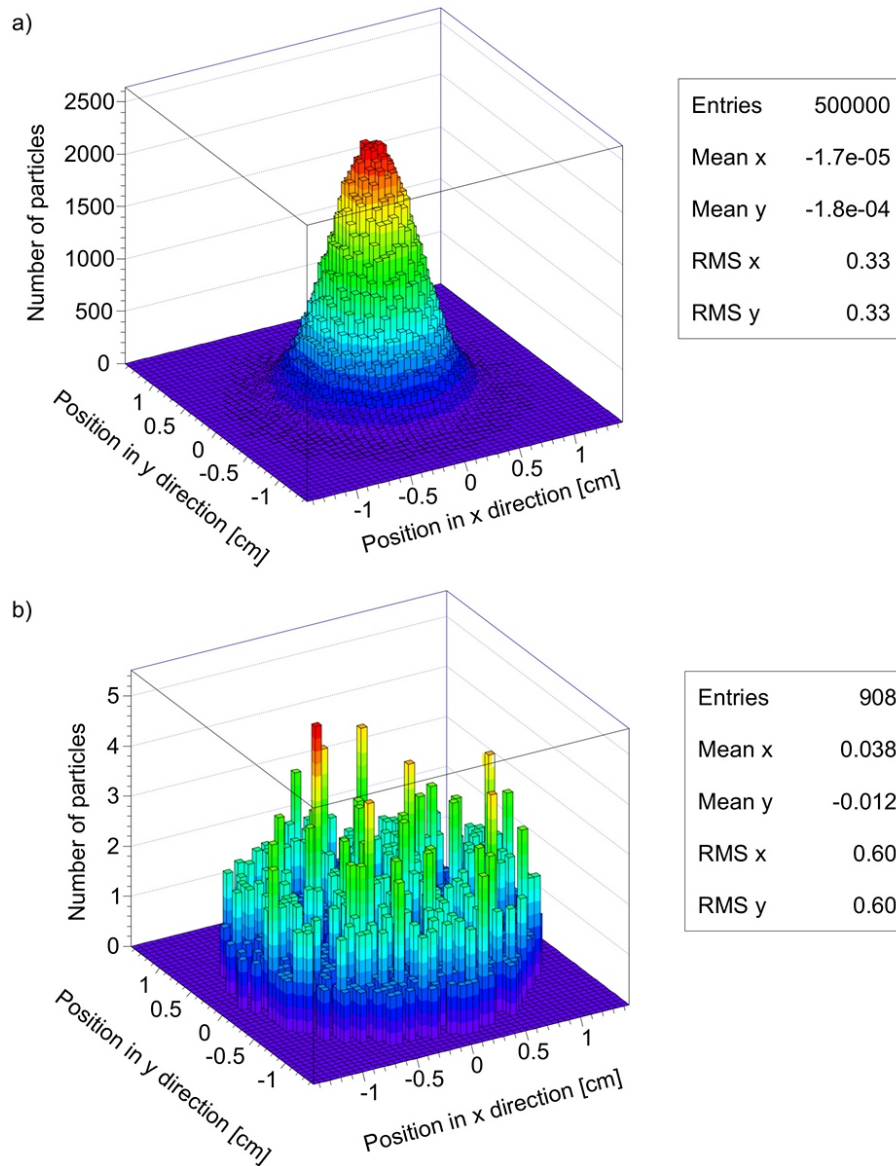 a)
Number of particles
2500
2000
1500
1000
500
0
1
0.5
0
-0.5
-1
Position in y direction [cm]
-1
-0.5
0
0.5
1
Position in x direction [cm]
Entries 500000
Mean x -1.7e-05
Mean y -1.8e-04
RMS x 0.33
RMS y 0.33
b)
Number of particles
5
4
3
2
1
0
1
0.5
0
-0.5
-1
Position in y direction [cm]
-1
-0.5
0
0.5
1
Position in x direction [cm]
Entries 908
Mean x 0.038
Mean y -0.012
RMS x 0.60
RMS y 0.60